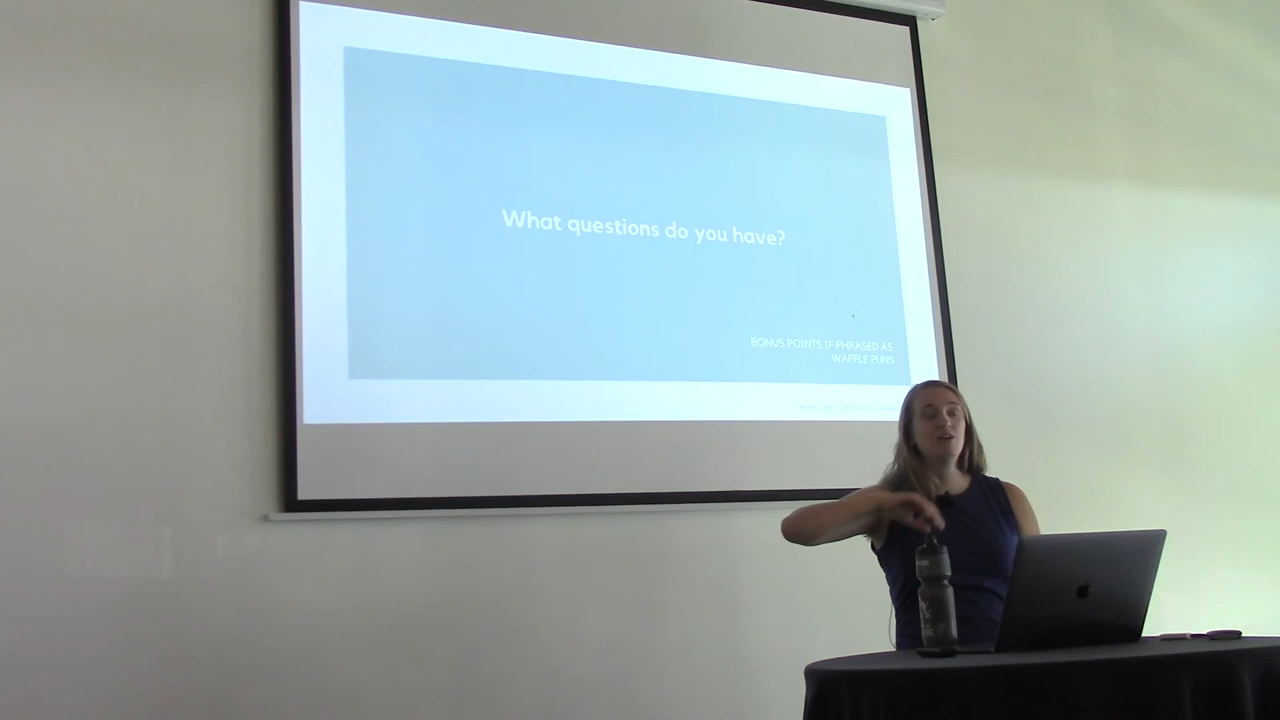 What questions do you have?
BONUS POINTS IF PHRASED AS
WAFFLE PUNS